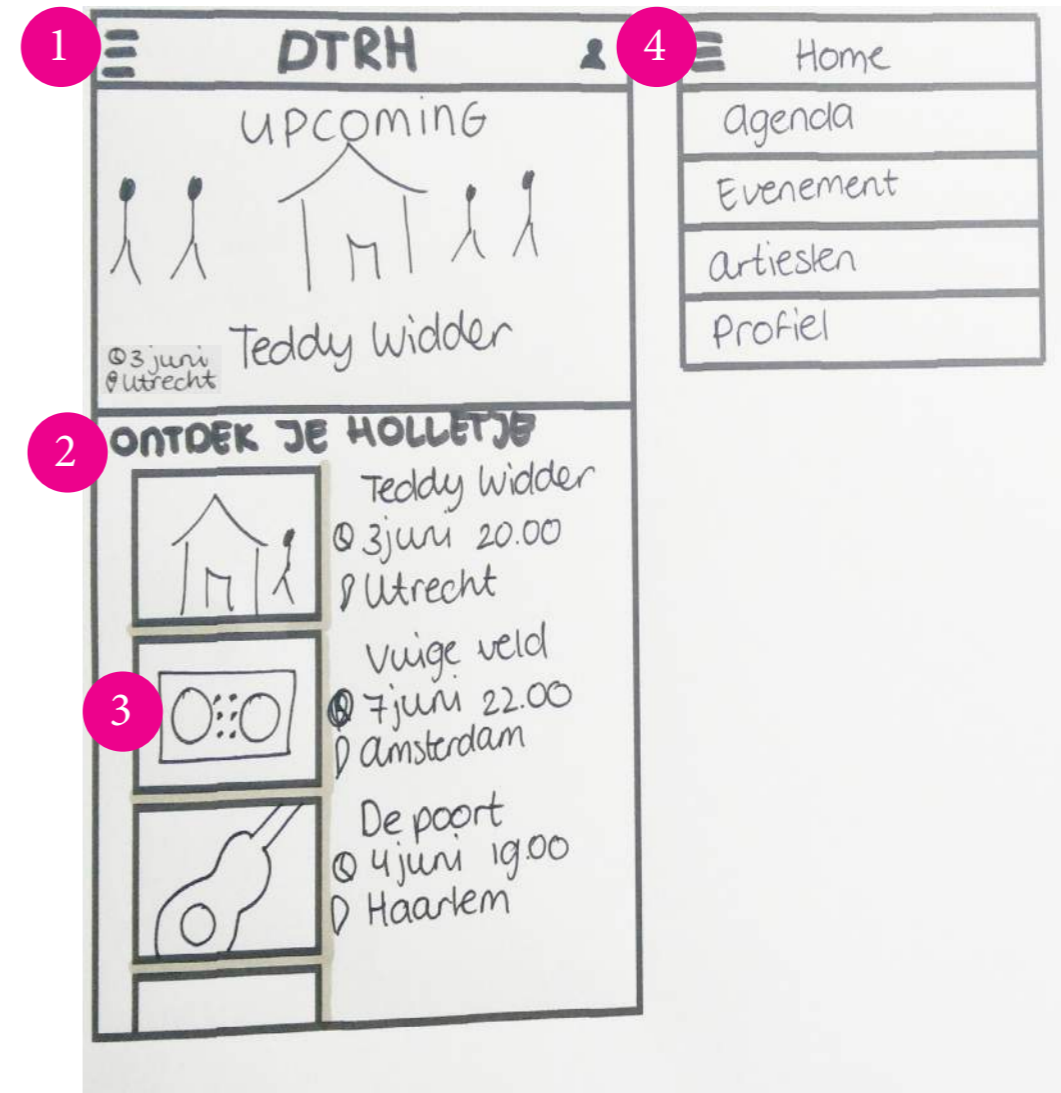 1
DTRH
UPCOMING
Teddy Widder
3 juni
Utrecht
2
ONTDEK JE HOLLETJE
Teddy Widder
3 juni 20.00
Utrecht
3
Vuige veld
7 juni 22.00
amsterdam
De poort
4 juni 19.00
Haarlem
4
Home
agenda
Evenement
artiesten
Profiel